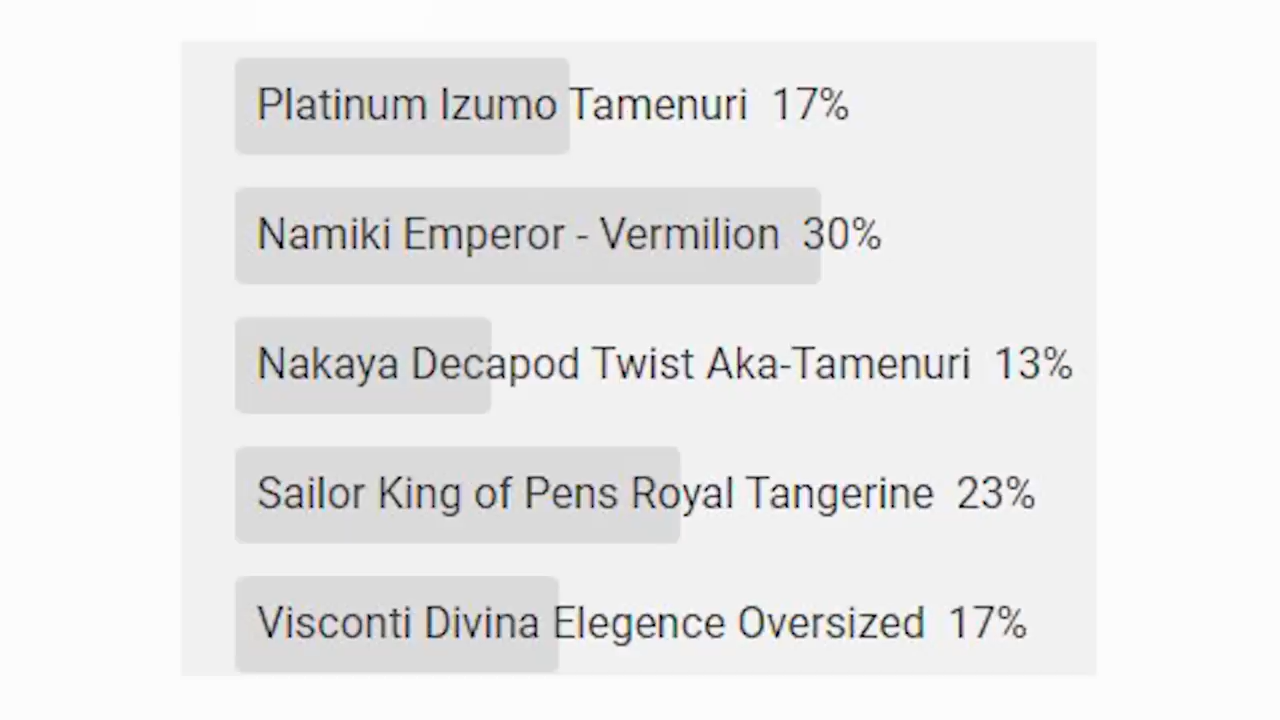 Platinum Izumo Tamenuri 17%
Namiki Emperor - Vermilion 30%
Nakaya Decapod Twist Aka-Tamenuri 13%
Sailor King of Pens Royal Tangerine 23%
Visconti Divina Elegence Oversized 17%